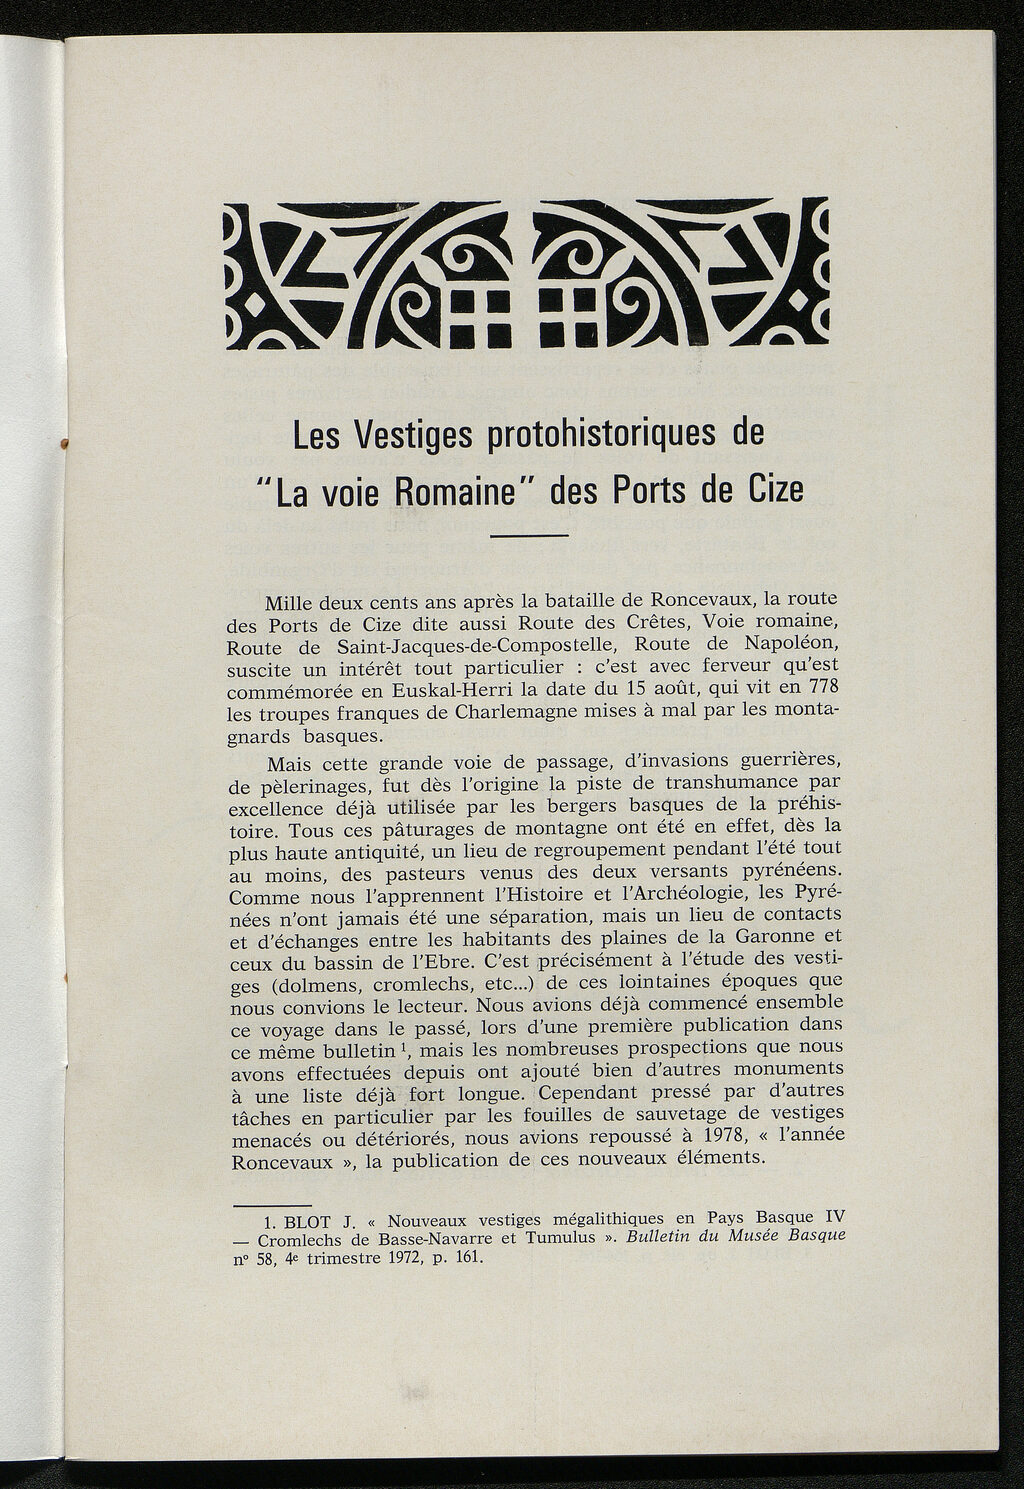 Les Vestiges protohistoriques de
"La voie Romaine" des Ports de Cize
Mille deux cents ans après la bataille de Roncevaux, la route
des Ports de Cize dite aussi Route des Crêtes, Voie romaine,
Route de Saint-Jacques-de-Compostelle, Route de Napoléon,
suscite un intérêt tout particulier : c'est avec ferveur qu'est
commémorée en Euskal-Herri la date du 15 août, qui vit en 778
les troupes franques de Charlemagne mises à mal par les monta-
gnards basques.
Mais cette grande voie de passage, d'invasions guerrières,
de pèlerinages, fut dès l'origine la piste de transhumance par
excellence déjà utilisée par les bergers basques de la préhis-
toire. Tous ces pâturages de montagne ont été en effet, dès la
plus haute antiquité, un lieu de regroupement pendant l'été tout
au moins, des pasteurs venus des deux versants pyrénéens.
Comme nous l'apprennent l'Histoire et l'Archéologie, les Pyré-
nées n'ont jamais été une séparation, mais un lieu de contacts
et d'échanges entre les habitants des plaines de la Garonne et
ceux du bassin de l'Ebre. C'est précisément à l'étude des vesti-
ges (dolmens, cromlechs, etc...) de ces lointaines époques que
nous convions le lecteur. Nous avions déjà commencé ensemble
ce voyage dans le passé, lors d'une première publication dans
ce même bulletin ¹, mais les nombreuses prospections que nous
avons effectuées depuis ont ajouté bien d'autres monuments
à une liste déjà fort longue. Cependant pressé par d'autres
tâches en particulier par les fouilles de sauvetage de vestiges
menacés ou détériorés, nous avions repoussé à 1978, « l'année
Roncevaux », la publication de ces nouveaux éléments.
1. BLOT J. « Nouveaux vestiges mégalithiques en Pays Basque IV
— Cromlechs de Basse-Navarre et Tumulus ». Bulletin du Musée Basque
n° 58, 4e trimestre 1972, p. 161.